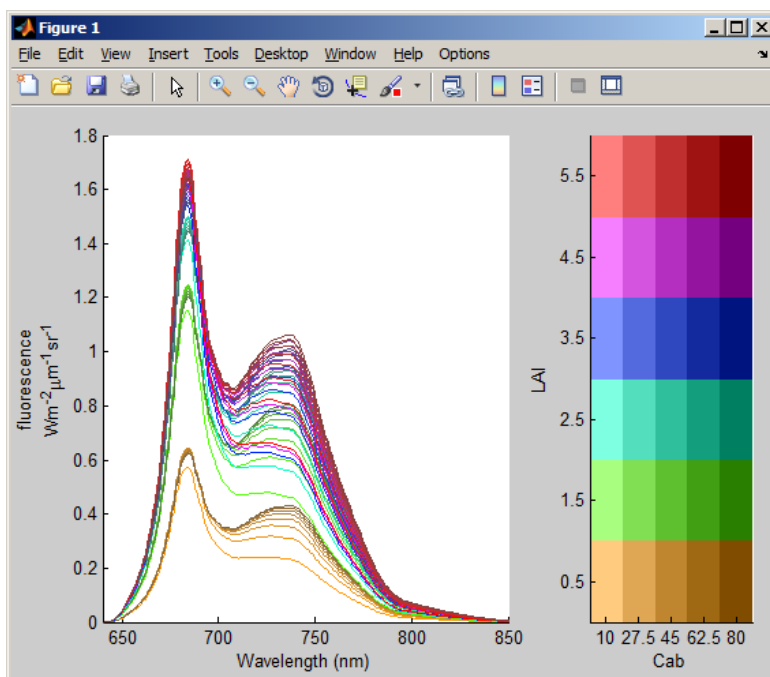 Figure 1
File Edit View Insert Tools Desktop Window Help Options
1.8
1.6
1.4
1.2
1
0.8
0.6
0.4
0.2
0
fluorescence
Wm⁻²μm⁻¹ sr⁻¹
650 700 750 800 850
Wavelength (nm)
5.5
4.5
3.5
2.5
1.5
0.5
LAI
10 27.5 45 62.5 80
Cab